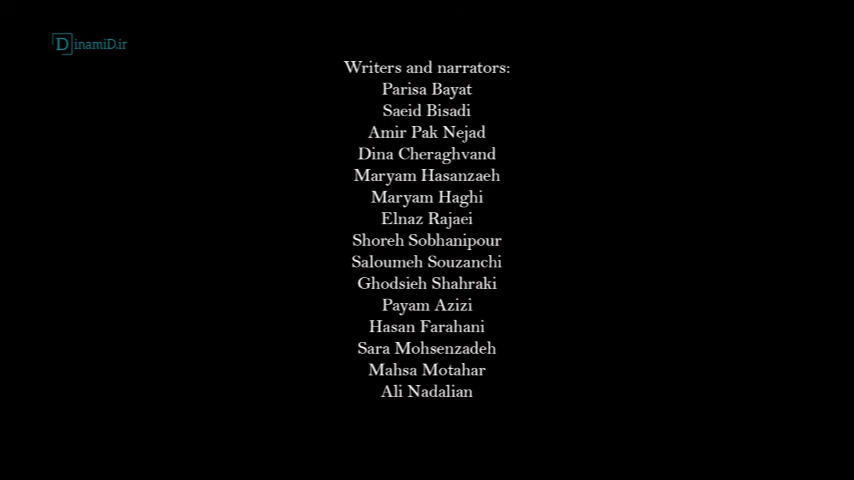 DinamiD.ir
Writers and narrators:
Parisa Bayat
Saeid Bisadi
Amir Pak Nejad
Dina Cheraghvand
Maryam Hasanzaeh
Maryam Haghi
Elnaz Rajaei
Shoreh Sobhanipour
Saloumeh Souzanchi
Ghodsieh Shahraki
Payam Azizi
Hasan Farahani
Sara Mohsenzadeh
Mahsa Motahar
Ali Nadalian